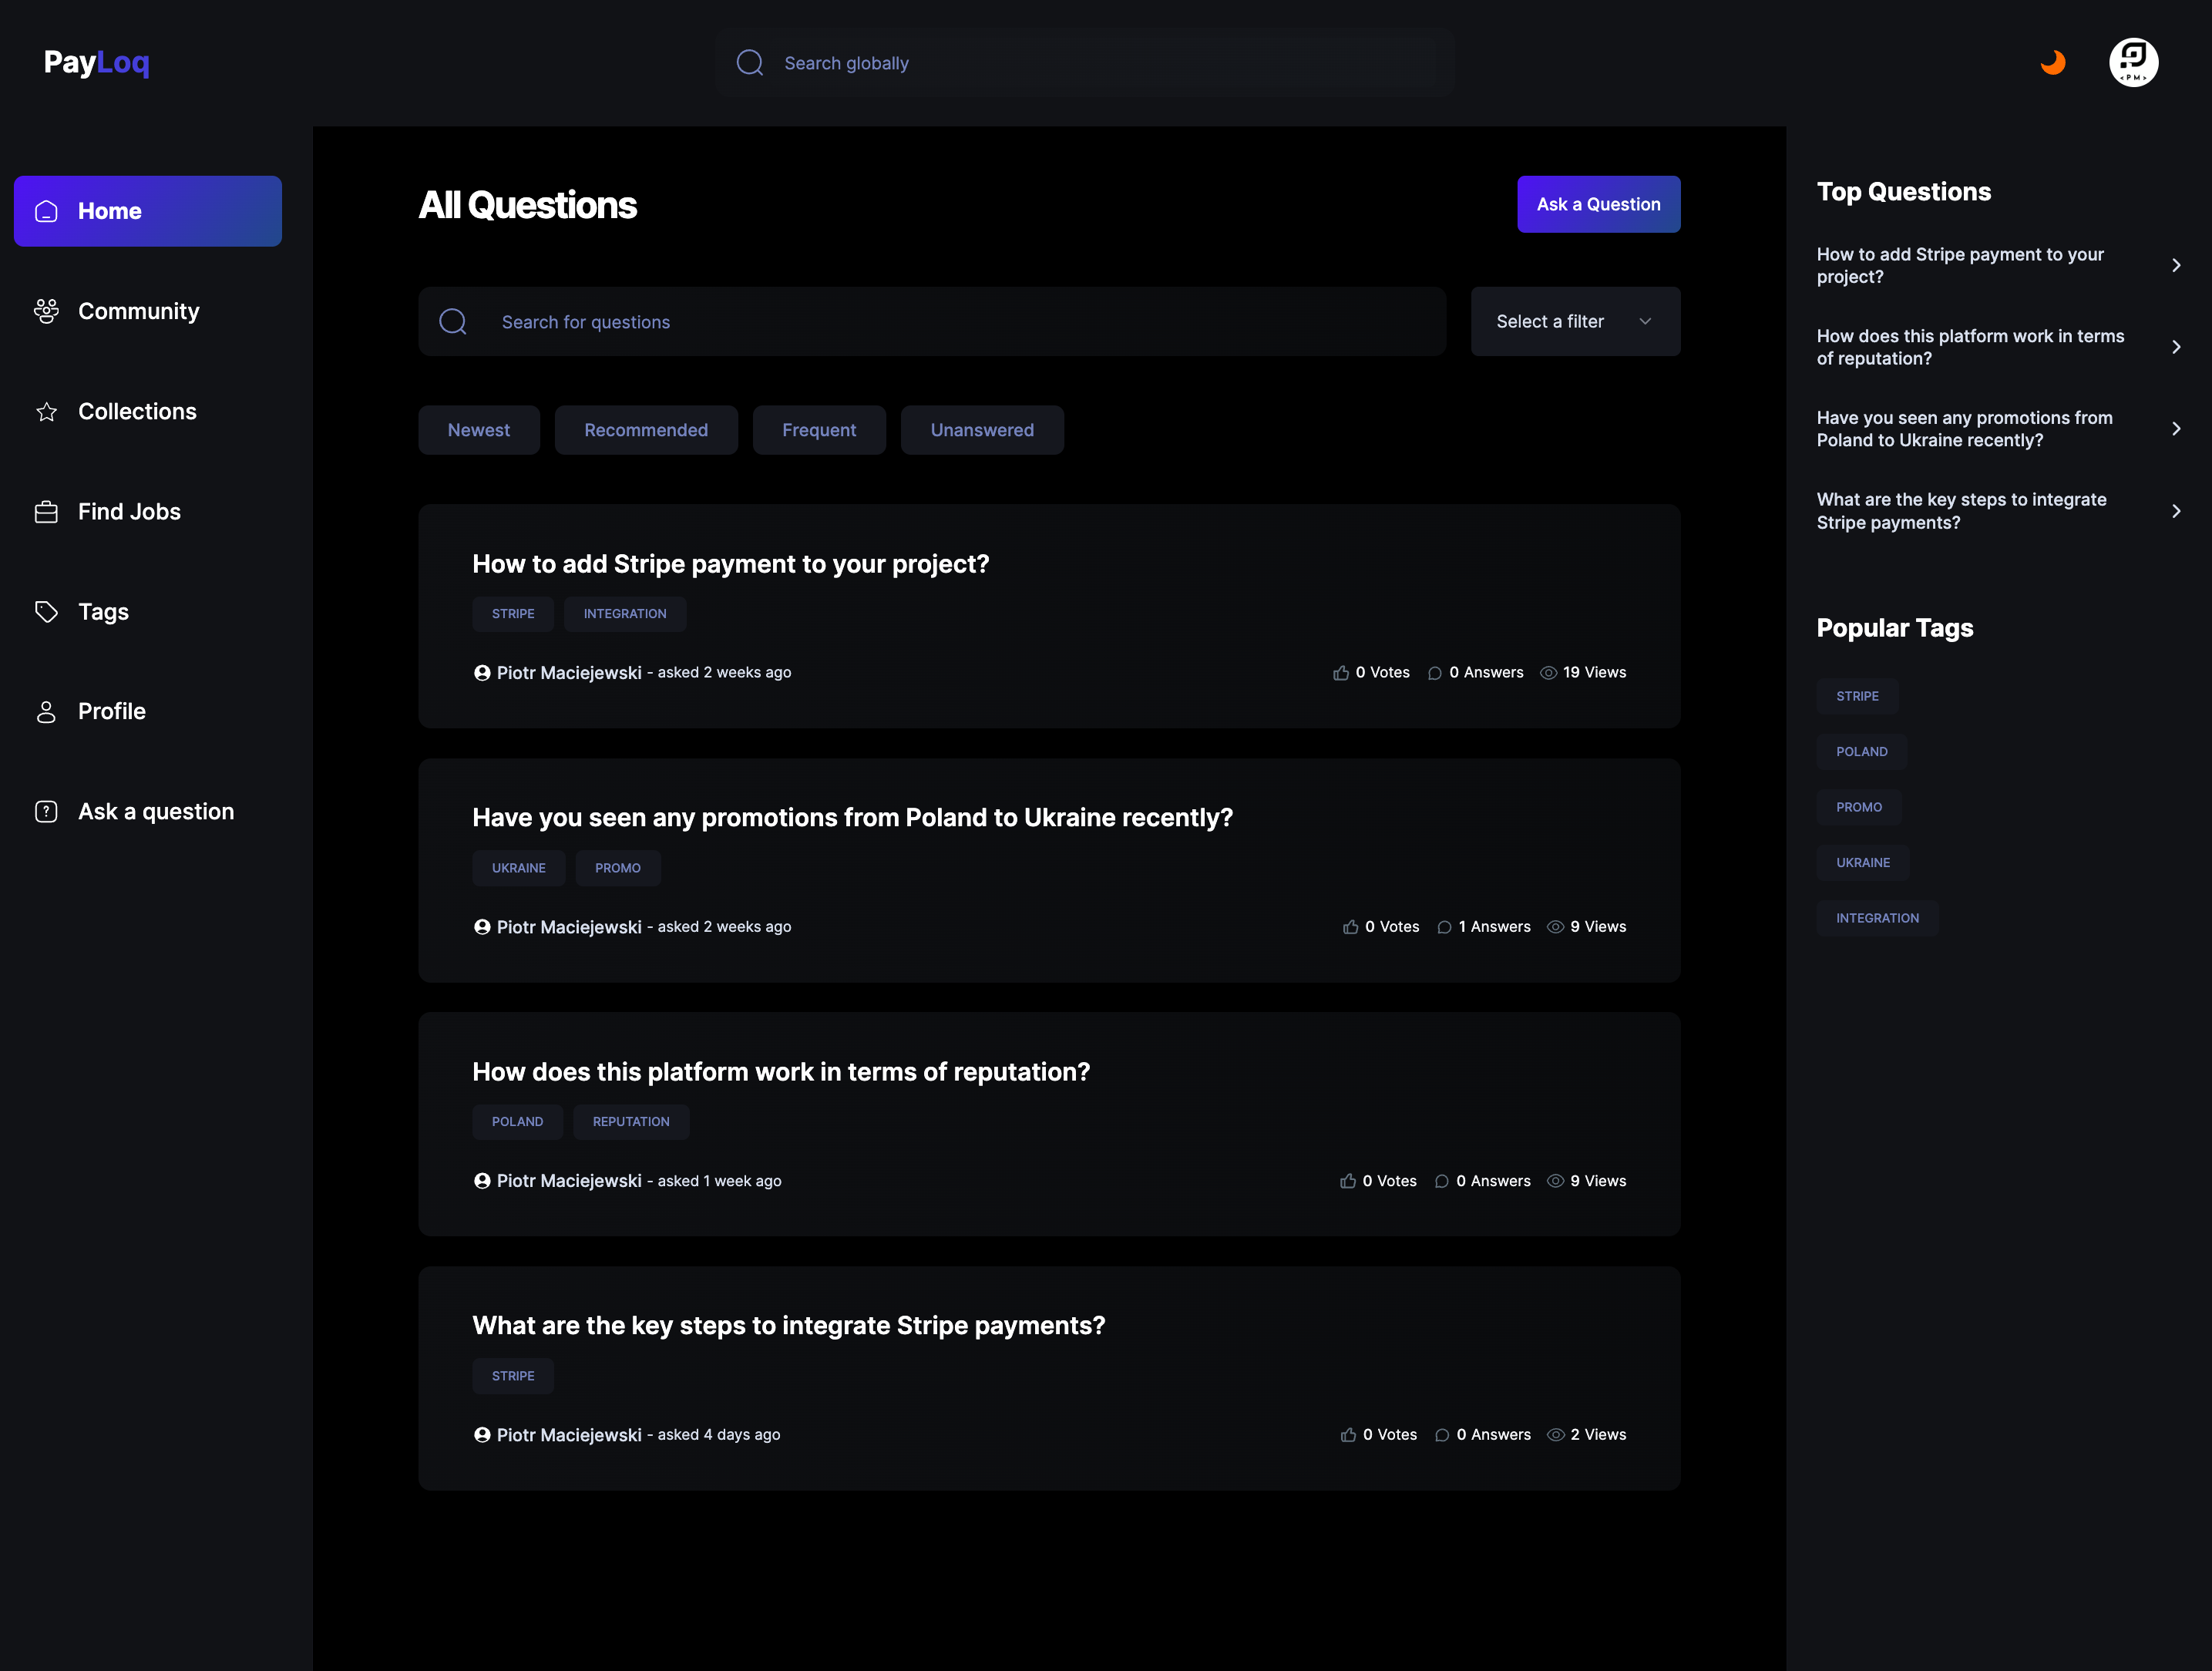 PayLoq
Search globally
<PM>
Home
Community
Collections
Find Jobs
Tags
Profile
Ask a question
All Questions
Ask a Question
Search for questions
Select a filter
Newest
Recommended
Frequent
Unanswered
How to add Stripe payment to your project?
STRIPE INTEGRATION
Piotr Maciejewski - asked 2 weeks ago
0 Votes 0 Answers 19 Views
Have you seen any promotions from Poland to Ukraine recently?
UKRAINE PROMO
Piotr Maciejewski - asked 2 weeks ago
0 Votes 1 Answers 9 Views
How does this platform work in terms of reputation?
POLAND REPUTATION
Piotr Maciejewski - asked 1 week ago
0 Votes 0 Answers 9 Views
What are the key steps to integrate Stripe payments?
STRIPE
Piotr Maciejewski - asked 4 days ago
0 Votes 0 Answers 2 Views
Top Questions
How to add Stripe payment to your
project?
How does this platform work in terms
of reputation?
Have you seen any promotions from
Poland to Ukraine recently?
What are the key steps to integrate
Stripe payments?
Popular Tags
STRIPE
POLAND
PROMO
UKRAINE
INTEGRATION